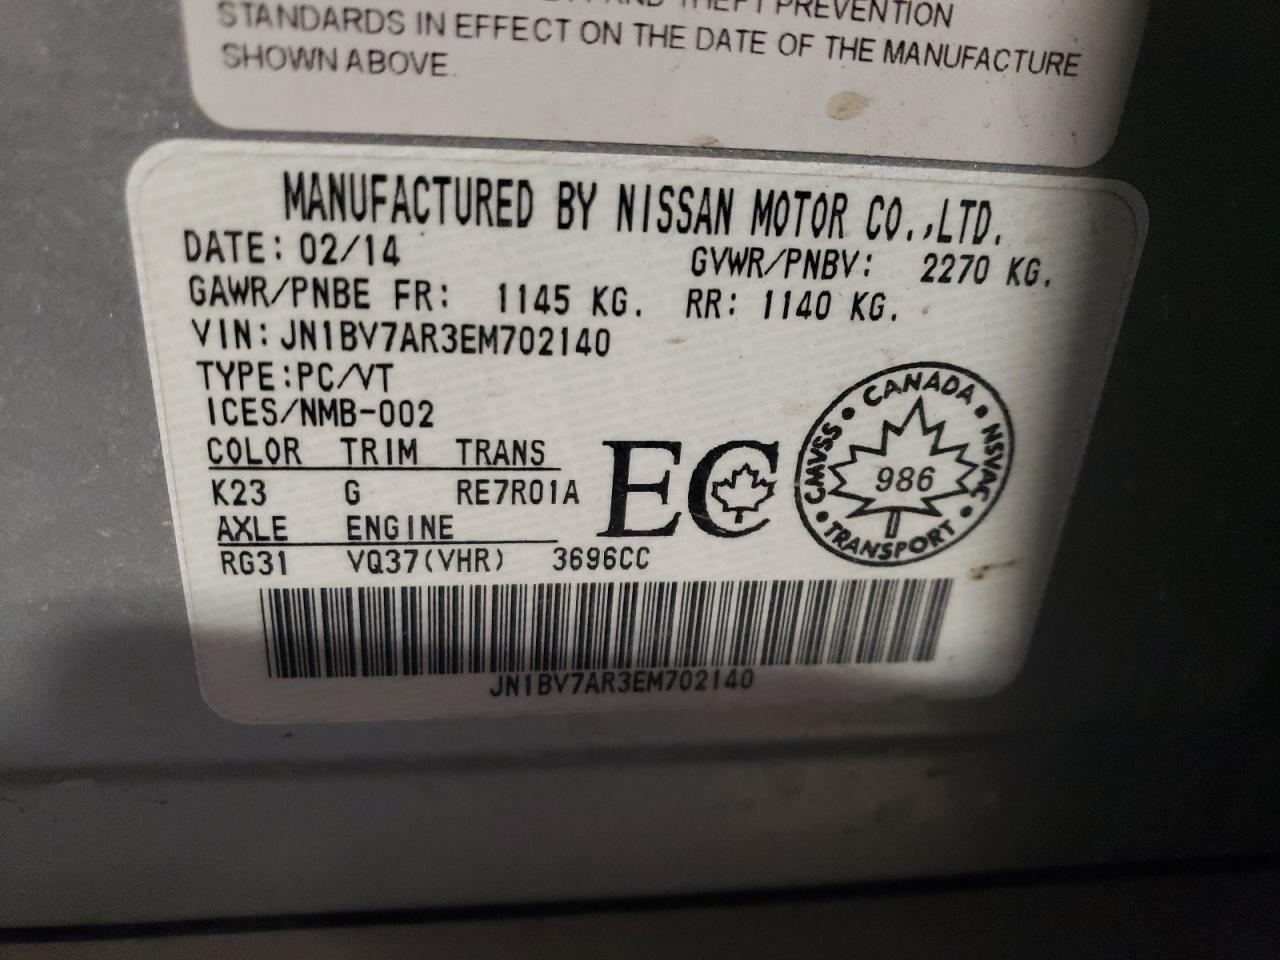 THEFT PREVENTION
STANDARDS IN EFFECT ON THE DATE OF THE MANUFACTURE
SHOWN ABOVE.
MANUFACTURED BY NISSAN MOTOR CO.,LTD.
DATE: 02/14 GVWR/PNBV: 2270 KG.
GAWR/PNBE FR: 1145 KG. RR: 1140 KG.
VIN: JN1BV7AR3EM702140
TYPE:PC/VT
ICES/NMB-002
COLOR TRIM TRANS
K23 G RE7R01A
AXLE ENGINE
RG31 VQ37(VHR) 3696CC
EC
CANADA • NSVAC • TRANSPORT • CMVSS •
986
JN1BV7AR3EM702140